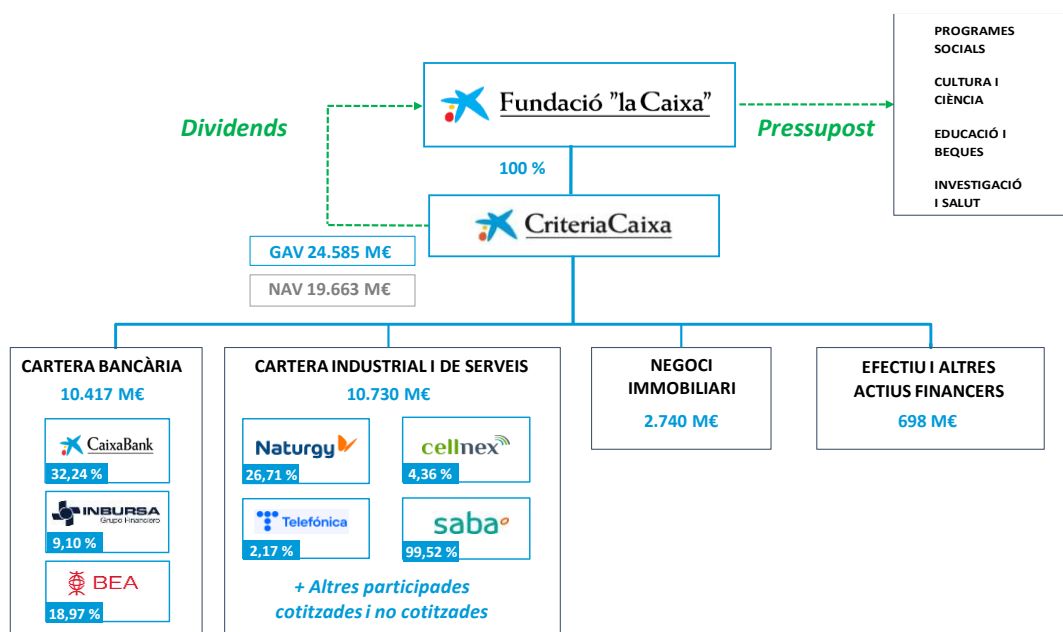 PROGRAMES
SOCIALS
CULTURA I
CIÈNCIA
EDUCACIÓ I
BEQUES
INVESTIGACIÓ
I SALUT
Fundació "la Caixa"
Dividends
Pressupost
100 %
CriteriaCaixa
GAV 24.585 M€
NAV 19.663 M€
CARTERA BANCÀRIA
10.417 M€
CaixaBank
32,24 %
INBURSA
Grupo Financiero
9,10 %
BEA
18,97 %
CARTERA INDUSTRIAL I DE SERVEIS
10.730 M€
Naturgy
26,71 %
cellnex
4,36 %
Telefónica
2,17 %
saba
99,52 %
+ Altres participades
cotitzades i no cotitzades
NEGOCI
IMMOBILIARI
2.740 M€
EFECTIU I ALTRES
ACTIUS FINANCERS
698 M€